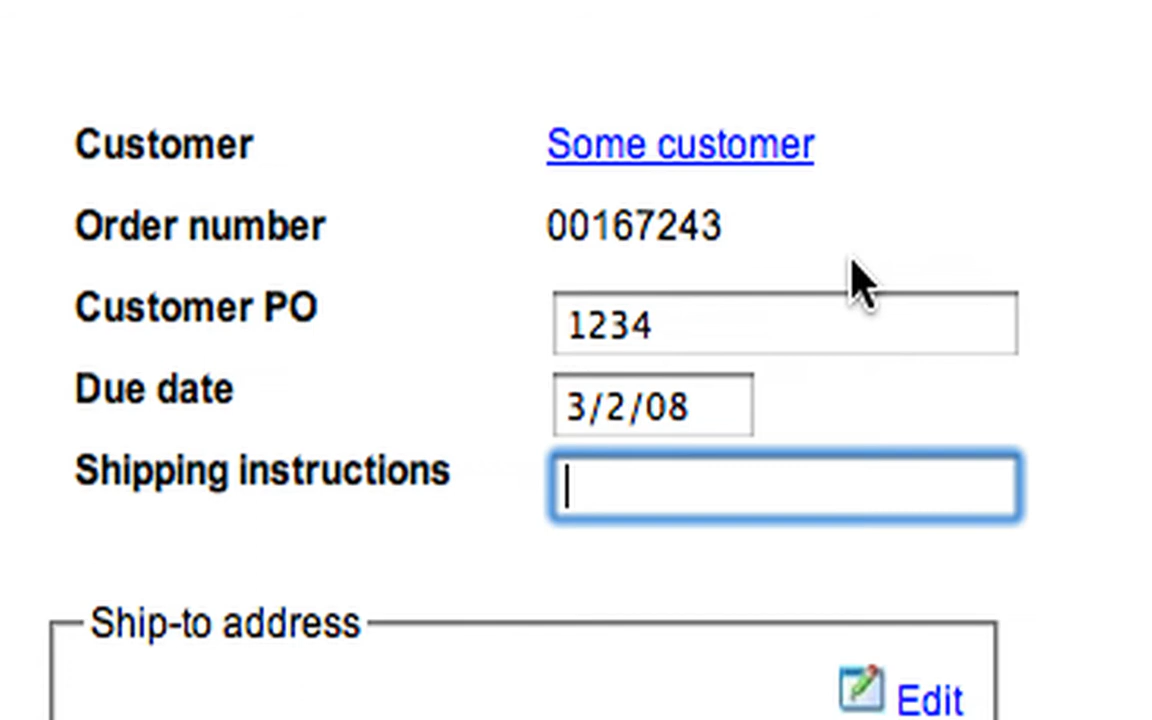 Customer Some customer
Order number 00167243
Customer PO 1234
Due date 3/2/08
Shipping instructions
Ship-to address
Edit